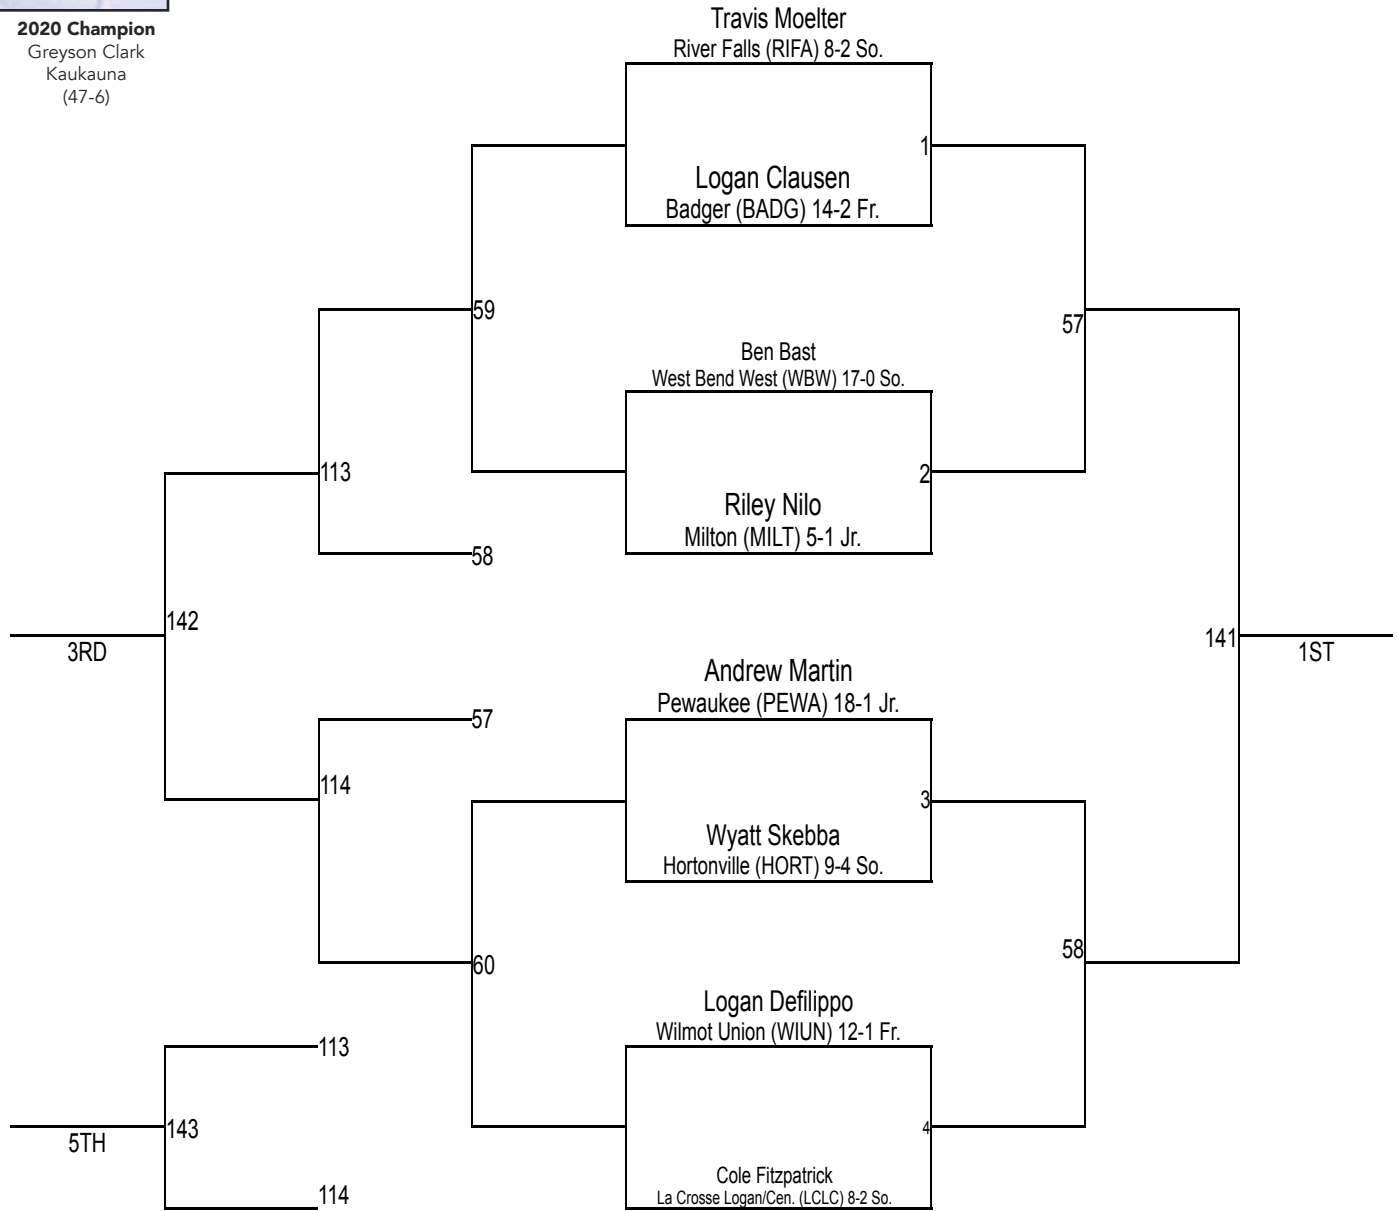 2020 Champion
Greyson Clark
Kaukauna
(47-6)
Travis Moelter
River Falls (RIFA) 8-2 So.
1
Logan Clausen
Badger (BADG) 14-2 Fr.
59
57
Ben Bast
West Bend West (WBW) 17-0 So.
113
2
Riley Nilo
Milton (MILT) 5-1 Jr.
58
142
3RD
141
1ST
Andrew Martin
Pewaukee (PEWA) 18-1 Jr.
57
114
3
Wyatt Skebba
Hortonville (HORT) 9-4 So.
60
58
Logan Defilippo
Wilmot Union (WIUN) 12-1 Fr.
113
143
5TH
4
Cole Fitzpatrick
La Crosse Logan/Cen. (LCLC) 8-2 So.
114